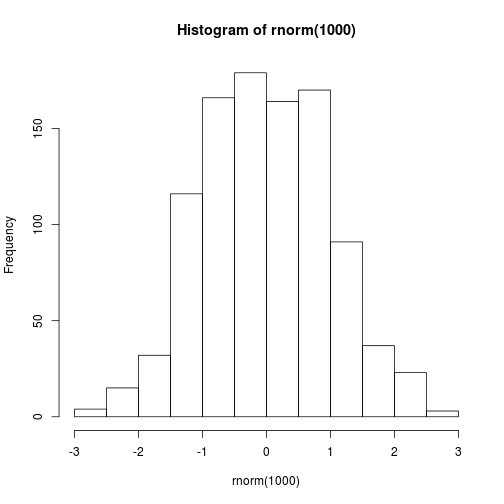 Histogram of rnorm(1000)
Frequency
150
100
50
0
-3 -2 -1 0 1 2 3
rnorm(1000)